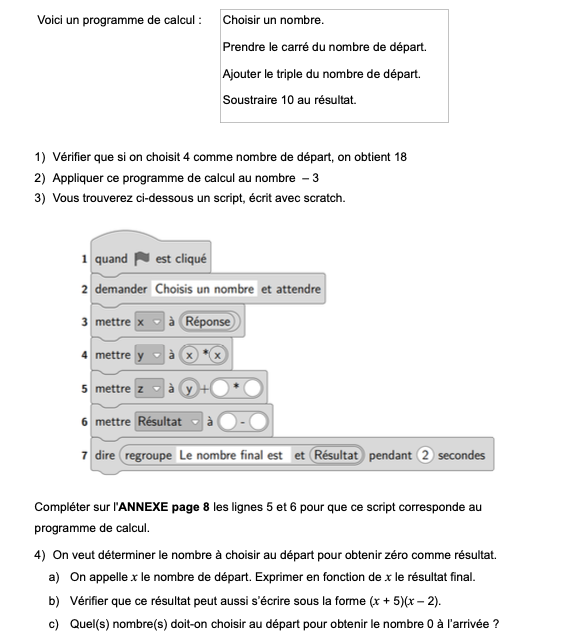 Voici un programme de calcul :
Choisir un nombre.
Prendre le carré du nombre de départ.
Ajouter le triple du nombre de départ.
Soustraire 10 au résultat.
1) Vérifier que si on choisit 4 comme nombre de départ, on obtient 18
2) Appliquer ce programme de calcul au nombre – 3
3) Vous trouverez ci-dessous un script, écrit avec scratch.
1 quand est cliqué
2 demander Choisis un nombre et attendre
3 mettre x à Réponse
4 mettre y à x * x
5 mettre z à y + *
6 mettre Résultat à -
7 dire regroupe Le nombre final est et Résultat pendant 2 secondes
Compléter sur l'ANNEXE page 8 les lignes 5 et 6 pour que ce script corresponde au
programme de calcul.
4) On veut déterminer le nombre à choisir au départ pour obtenir zéro comme résultat.
a) On appelle x le nombre de départ. Exprimer en fonction de x le résultat final.
b) Vérifier que ce résultat peut aussi s'écrire sous la forme (x + 5)(x – 2).
c) Quel(s) nombre(s) doit-on choisir au départ pour obtenir le nombre 0 à l'arrivée ?